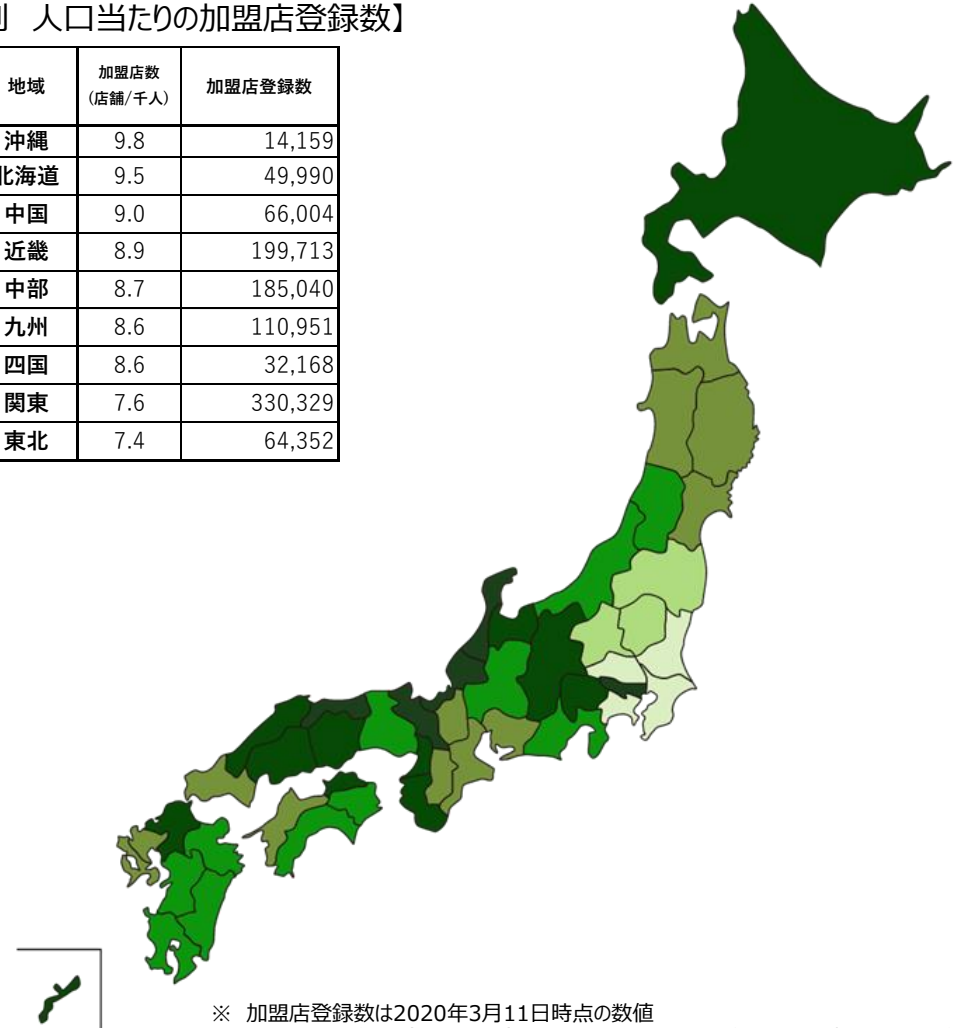 人口当たりの加盟店登録数】
地域 加盟店数 (店舗/千人) 加盟店登録数
沖縄 9.8 14,159
北海道 9.5 49,990
中国 9.0 66,004
近畿 8.9 199,713
中部 8.7 185,040
九州 8.6 110,951
四国 8.6 32,168
関東 7.6 330,329
東北 7.4 64,352
※ 加盟店登録数は2020年3月11日時点の数値